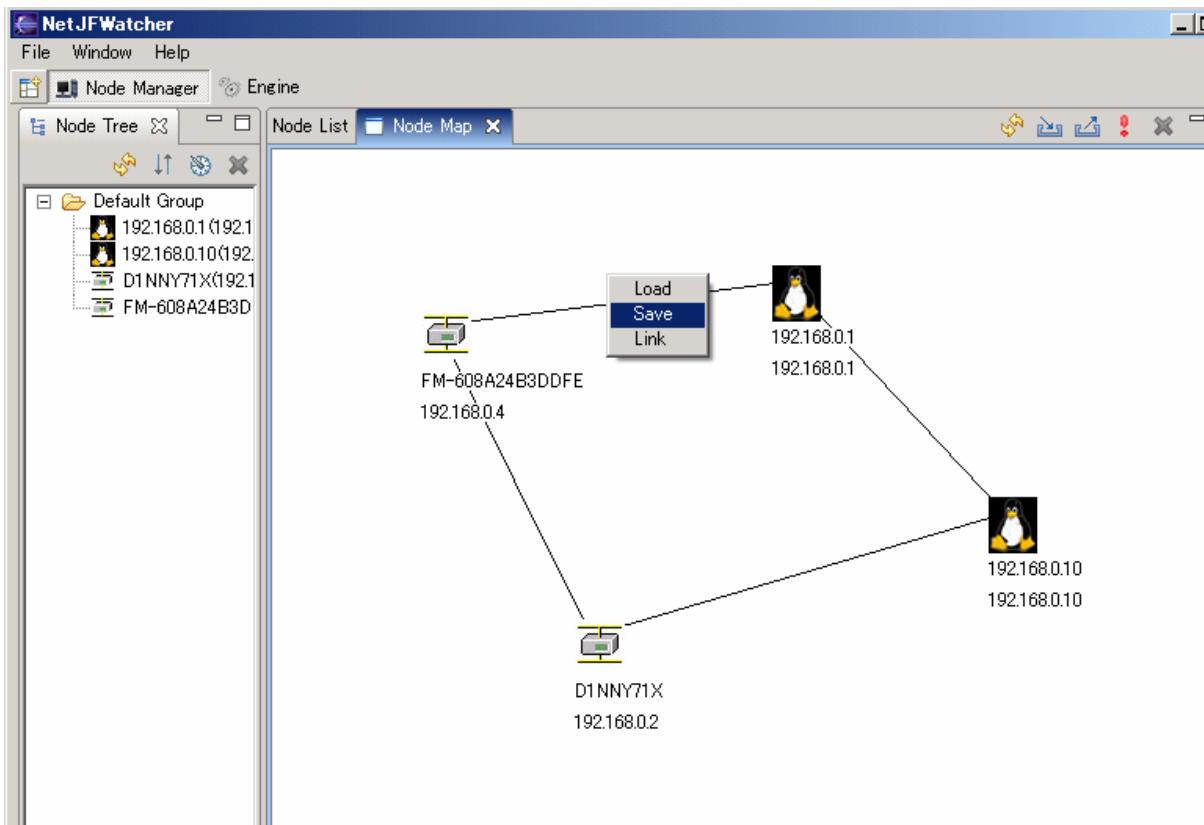 NetJFWatcher
File Window Help
Node Manager Engine
Node Tree
Node List Node Map
Default Group
192.168.0.1(192.1
192.168.0.10(192.
D1NNY71X(192.1
FM-608A24B3D
Load
Save
Link
192.168.0.1
192.168.0.1
FM-608A24B3DDFE
192.168.0.4
192.168.0.10
192.168.0.10
D1NNY71X
192.168.0.2